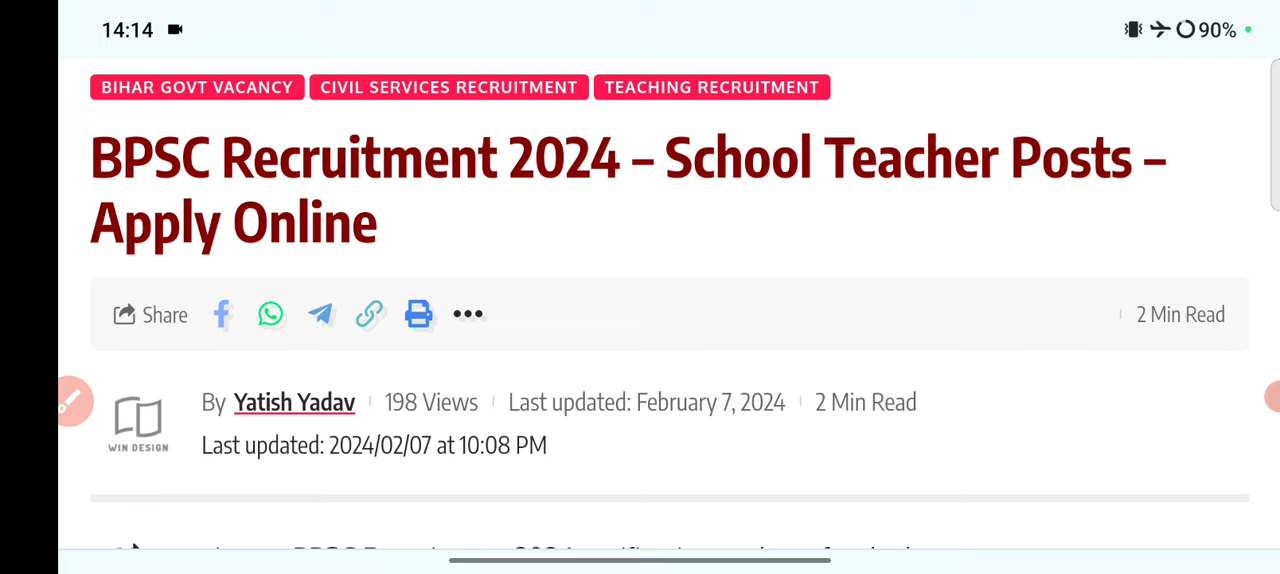 14:14
90%
BIHAR GOVT VACANCY CIVIL SERVICES RECRUITMENT TEACHING RECRUITMENT
BPSC Recruitment 2024 – School Teacher Posts –
Apply Online
Share
2 Min Read
By Yatish Yadav 198 Views Last updated: February 7, 2024 2 Min Read
WIN DESIGN
Last updated: 2024/02/07 at 10:08 PM